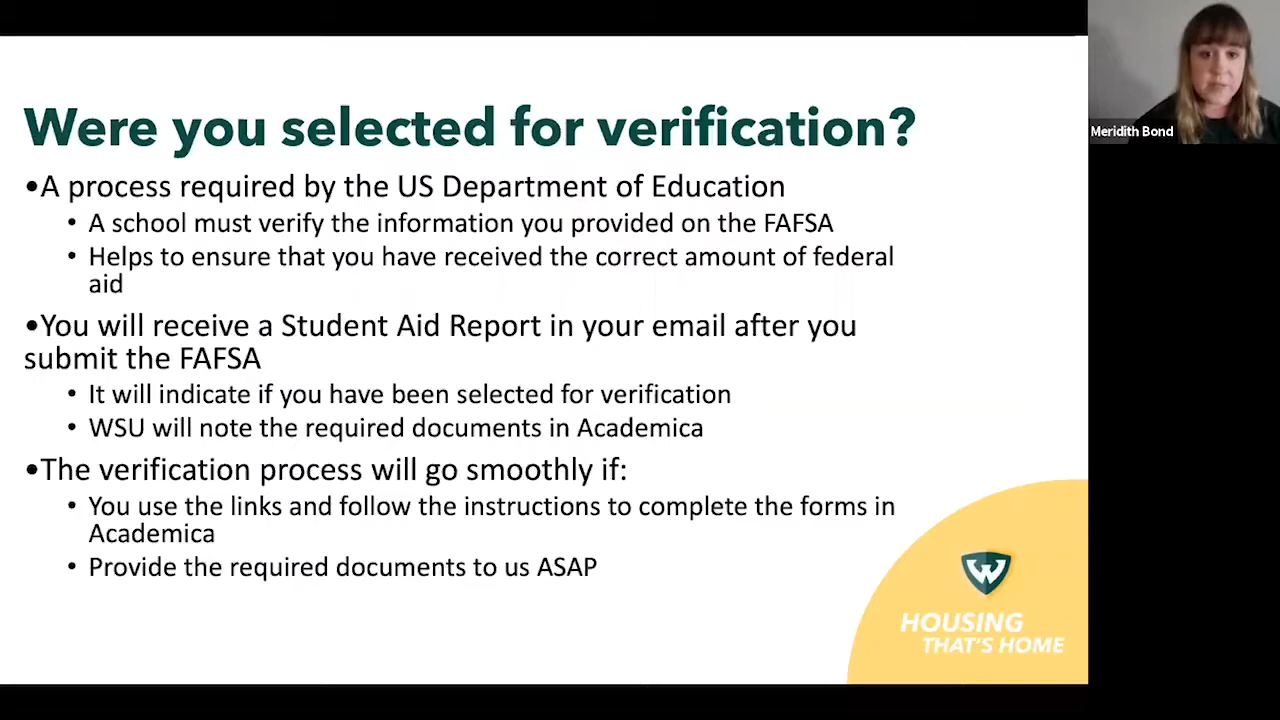 Were you selected for verification?
•A process required by the US Department of Education
• A school must verify the information you provided on the FAFSA
• Helps to ensure that you have received the correct amount of federal
aid
•You will receive a Student Aid Report in your email after you
submit the FAFSA
• It will indicate if you have been selected for verification
• WSU will note the required documents in Academica
•The verification process will go smoothly if:
• You use the links and follow the instructions to complete the forms in
Academica
• Provide the required documents to us ASAP
W
HOUSING
THAT'S HOME
Meridith Bond